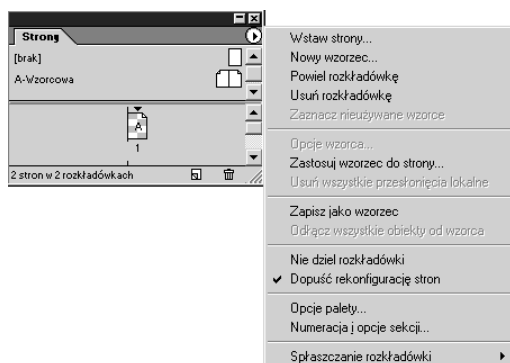 Strony
[brak]
A-Wzorcowa
A
1
2 stron w 2 rozkładówkach
Wstaw strony...
Nowy wzorzec...
Powiel rozkładówkę
Usuń rozkładówkę
Zaznacz nieużywane wzorce
Opcje wzorca...
Zastosuj wzorzec do strony...
Usuń wszystkie przesłonięcia lokalne
Zapisz jako wzorzec
Odłącz wszystkie obiekty od wzorca
Nie dziel rozkładówki
Dopuść rekonfigurację stron
Opcje palety...
Numeracja i opcje sekcji...
Spłaszczanie rozkładówki